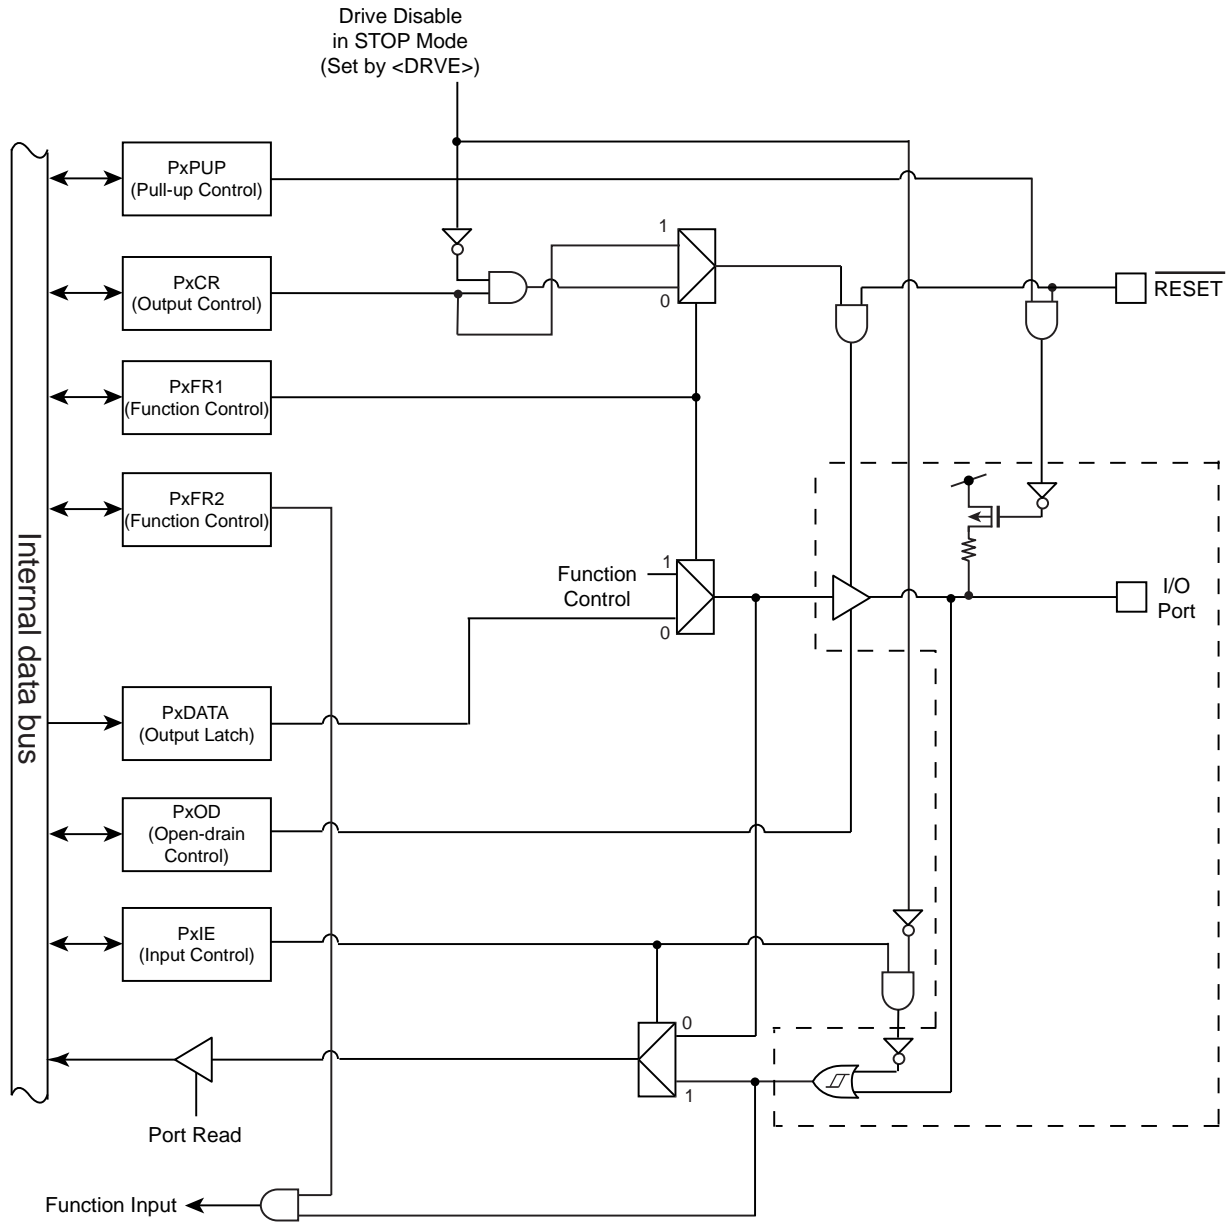 Drive Disable
in STOP Mode
(Set by <DRVE>)
PxPUP
(Pull-up Control)
1
PxCR
(Output Control)
0
RESET
PxFR1
(Function Control)
PxFR2
(Function Control)
Internal data bus
1
Function
Control
0
I/O
Port
PxDATA
(Output Latch)
PxOD
(Open-drain
Control)
PxIE
(Input Control)
0
1
Port Read
Function Input